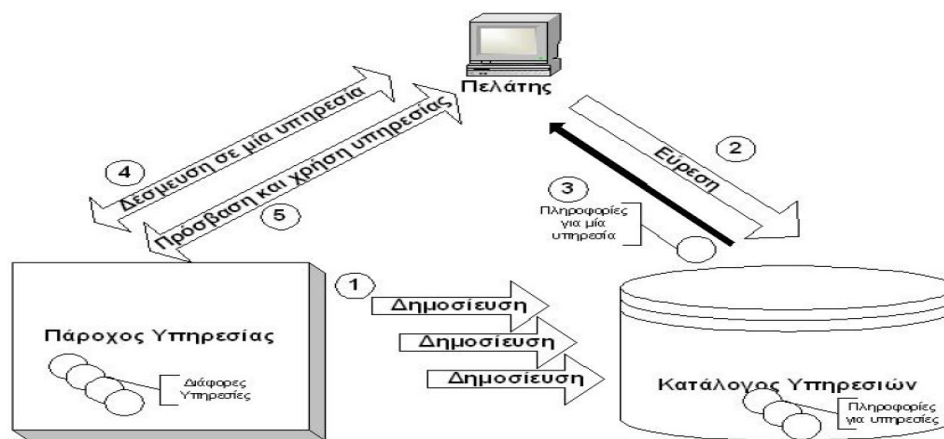 Πελάτης
4
Δέσμευση σε μία υπηρεσία
Πρόσβαση και χρήση υπηρεσίας
5
2
Εύρεση
3
Πληροφορίες
για μία
υπηρεσία
1
Δημοσίευση
Δημοσίευση
Δημοσίευση
Πάροχος Υπηρεσίας
Διάφορες
Υπηρεσίες
Κατάλογος Υπηρεσιών
Πληροφορίες
για υπηρεσίες